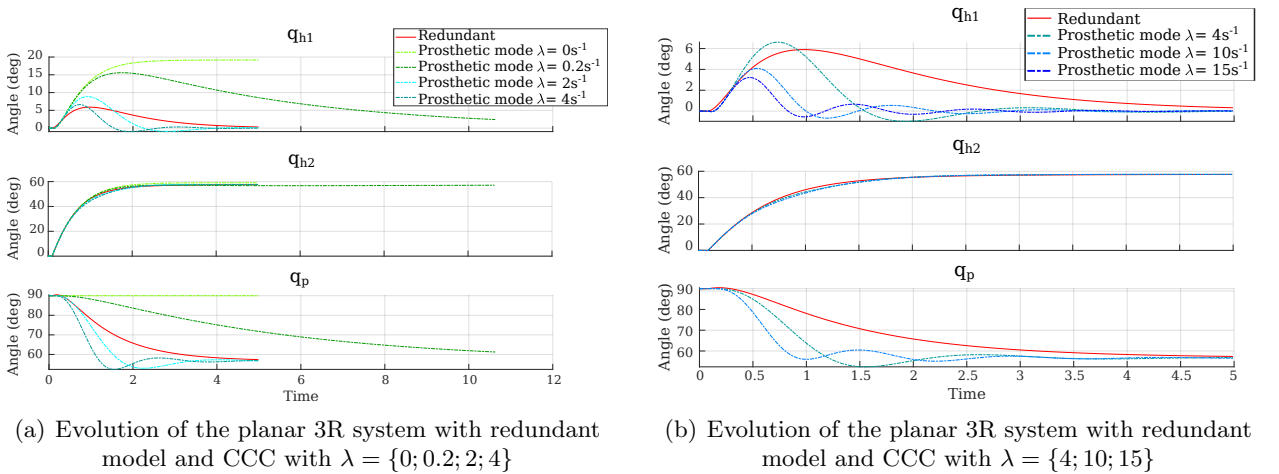 q_h1
Redundant
Prosthetic mode λ= 0s⁻¹
Prosthetic mode λ= 0.2s⁻¹
Prosthetic mode λ= 2s⁻¹
Prosthetic mode λ= 4s⁻¹
Angle (deg)
20
15
10
5
0
q_h2
Angle (deg)
60
40
20
0
q_p
Angle (deg)
90
80
70
60
0 2 4 6 8 10 12
Time
(a) Evolution of the planar 3R system with redundant
model and CCC with λ = {0; 0.2; 2; 4}
q_h1
Redundant
Prosthetic mode λ= 4s⁻¹
Prosthetic mode λ= 10s⁻¹
Prosthetic mode λ= 15s⁻¹
Angle (deg)
6
4
2
0
q_h2
Angle (deg)
60
40
20
0
q_p
Angle (deg)
90
80
70
60
0 0.5 1 1.5 2 2.5 3 3.5 4 4.5 5
Time
(b) Evolution of the planar 3R system with redundant
model and CCC with λ = {4; 10; 15}